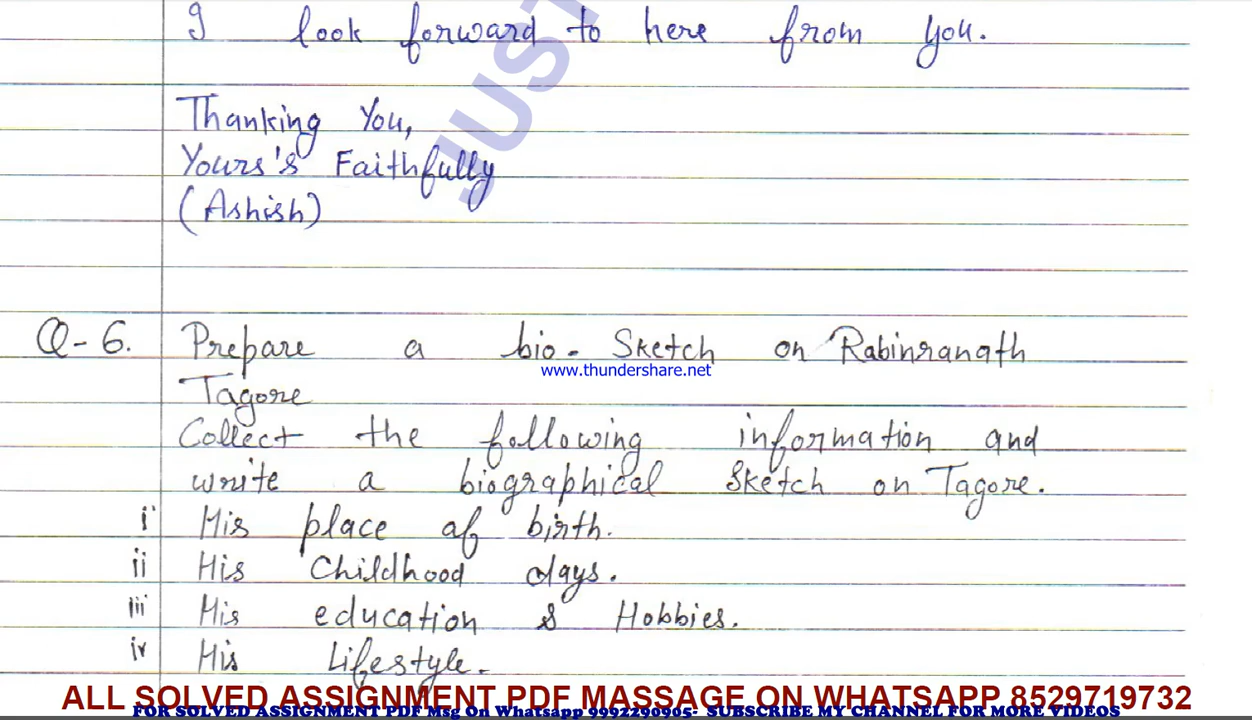 I look forward to here from you.
Thanking You,
Yours's Faithfully
(Ashish)
JUST
Q-6. Prepare a bio-Sketch on Rabinranath
www.thundershare.net
Tagore
Collect the following information and
write a biographical Sketch on Tagore.
i His place of birth.
ii His Childhood days.
iii His education & Hobbies.
iv His Lifestyle.
ALL SOLVED ASSIGNMENT PDF MASSAGE ON WHATSAPP 8529719732
FOR SOLVED ASSIGNMENT PDF Msg On Whatsapp 9992290905- SUBSCRIBE MY CHANNEL FOR MORE VIDEOS